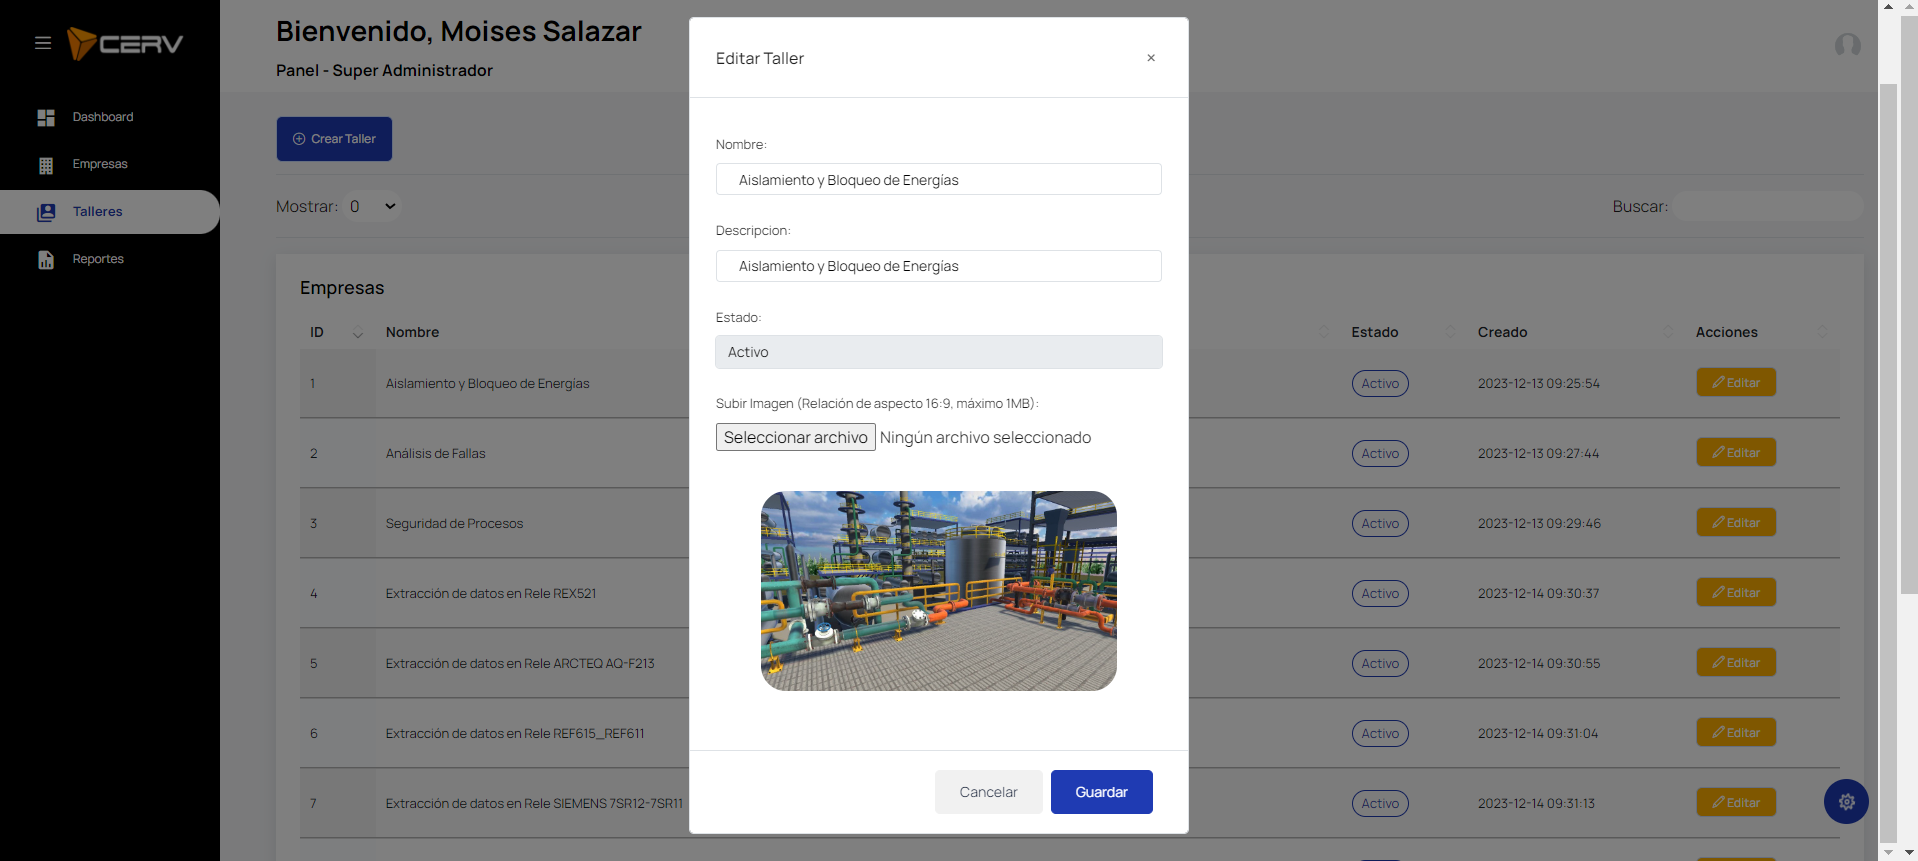 CERV
Bienvenido, Moises Salazar
Panel - Super Administrador
Dashboard
Empresas
Talleres
Reportes
Crear Taller
Mostrar: 0
Buscar:
Empresas
ID Nombre Estado Creado Acciones
1 Aislamiento y Bloqueo de Energías Activo 2023-12-13 09:25:54 Editar
2 Análisis de Fallas Activo 2023-12-13 09:27:44 Editar
3 Seguridad de Procesos Activo 2023-12-13 09:29:46 Editar
4 Extracción de datos en Rele REX521 Activo 2023-12-14 09:30:37 Editar
5 Extracción de datos en Rele ARCTEQ AQ-F213 Activo 2023-12-14 09:30:55 Editar
6 Extracción de datos en Rele REF615_REF611 Activo 2023-12-14 09:31:04 Editar
7 Extracción de datos en Rele SIEMENS 7SR12-7SR11 Activo 2023-12-14 09:31:13 Editar
Editar Taller
×
Nombre:
Aislamiento y Bloqueo de Energías
Descripcion:
Aislamiento y Bloqueo de Energías
Estado:
Activo
Subir Imagen (Relación de aspecto 16:9, máximo 1MB):
Seleccionar archivo Ningún archivo seleccionado
Cancelar Guardar